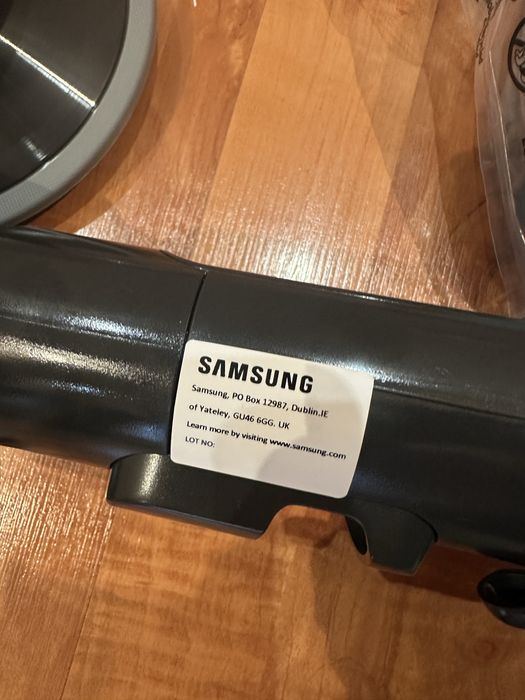 SAMSUNG
Samsung, PO Box 12987, Dublin.IE
of Yateley, GU46 6GG. UK
Learn more by visiting www.samsung.com
LOT NO: